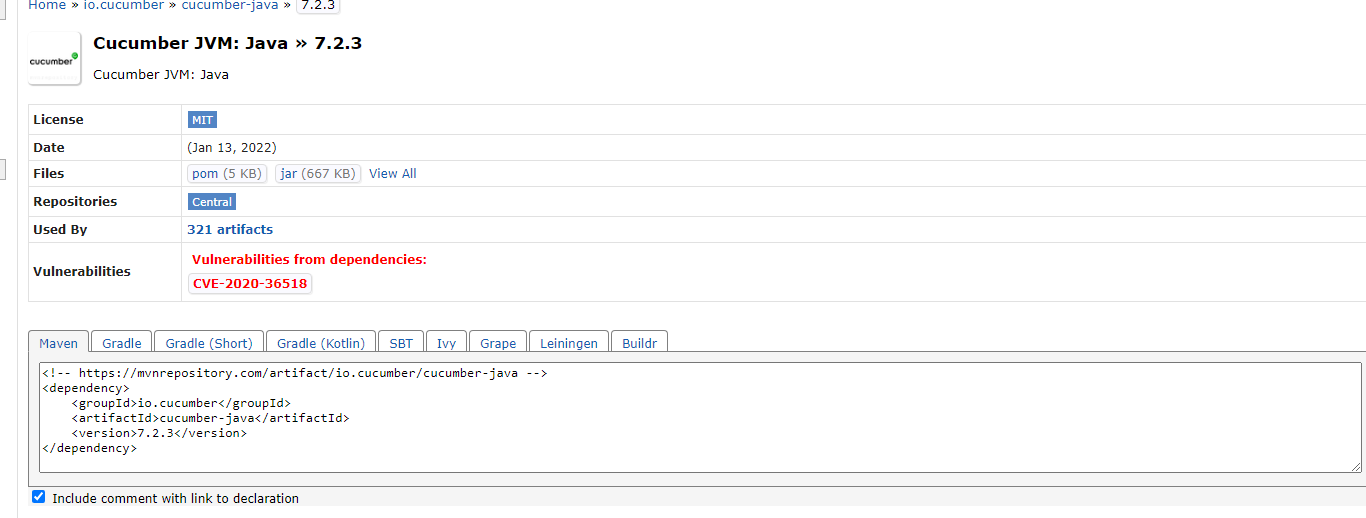 Home » io.cucumber » cucumber-java » 7.2.3
cucumber
Cucumber JVM: Java » 7.2.3
Cucumber JVM: Java
License MIT
Date (Jan 13, 2022)
Files pom (5 KB) jar (667 KB) View All
Repositories Central
Used By 321 artifacts
Vulnerabilities Vulnerabilities from dependencies:
CVE-2020-36518
Maven Gradle Gradle (Short) Gradle (Kotlin) SBT Ivy Grape Leiningen Buildr
<!-- https://mvnrepository.com/artifact/io.cucumber/cucumber-java -->
<dependency>
    <groupId>io.cucumber</groupId>
    <artifactId>cucumber-java</artifactId>
    <version>7.2.3</version>
</dependency>
Include comment with link to declaration